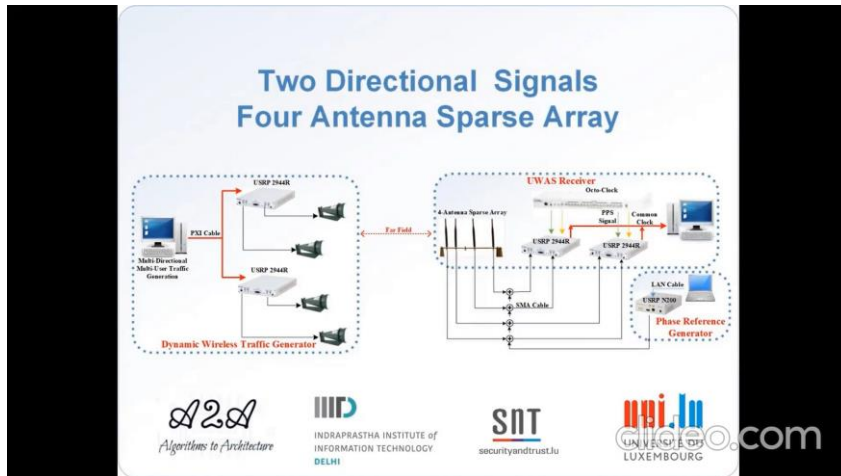 Two Directional Signals
Four Antenna Sparse Array
USRP 2944R
PXI Cable
Multi-Directional
Multi-User Traffic
Generation
USRP 2944R
Dynamic Wireless Traffic Generator
Far Field
UWAS Receiver
Octo-Clock
4-Antenna Sparse Array
PPS
Signal
Common
Clock
USRP 2944R
USRP 2944R
SMA Cable
LAN Cable
USRP N200
Phase Reference
Generator
A2A
Algorithms to Architecture
IIITD
INDRAPRASTHA INSTITUTE of
INFORMATION TECHNOLOGY
DELHI
SnT
securityandtrust.lu
uni.lu
UNIVERSITÉ DU
LUXEMBOURG
clideo.com